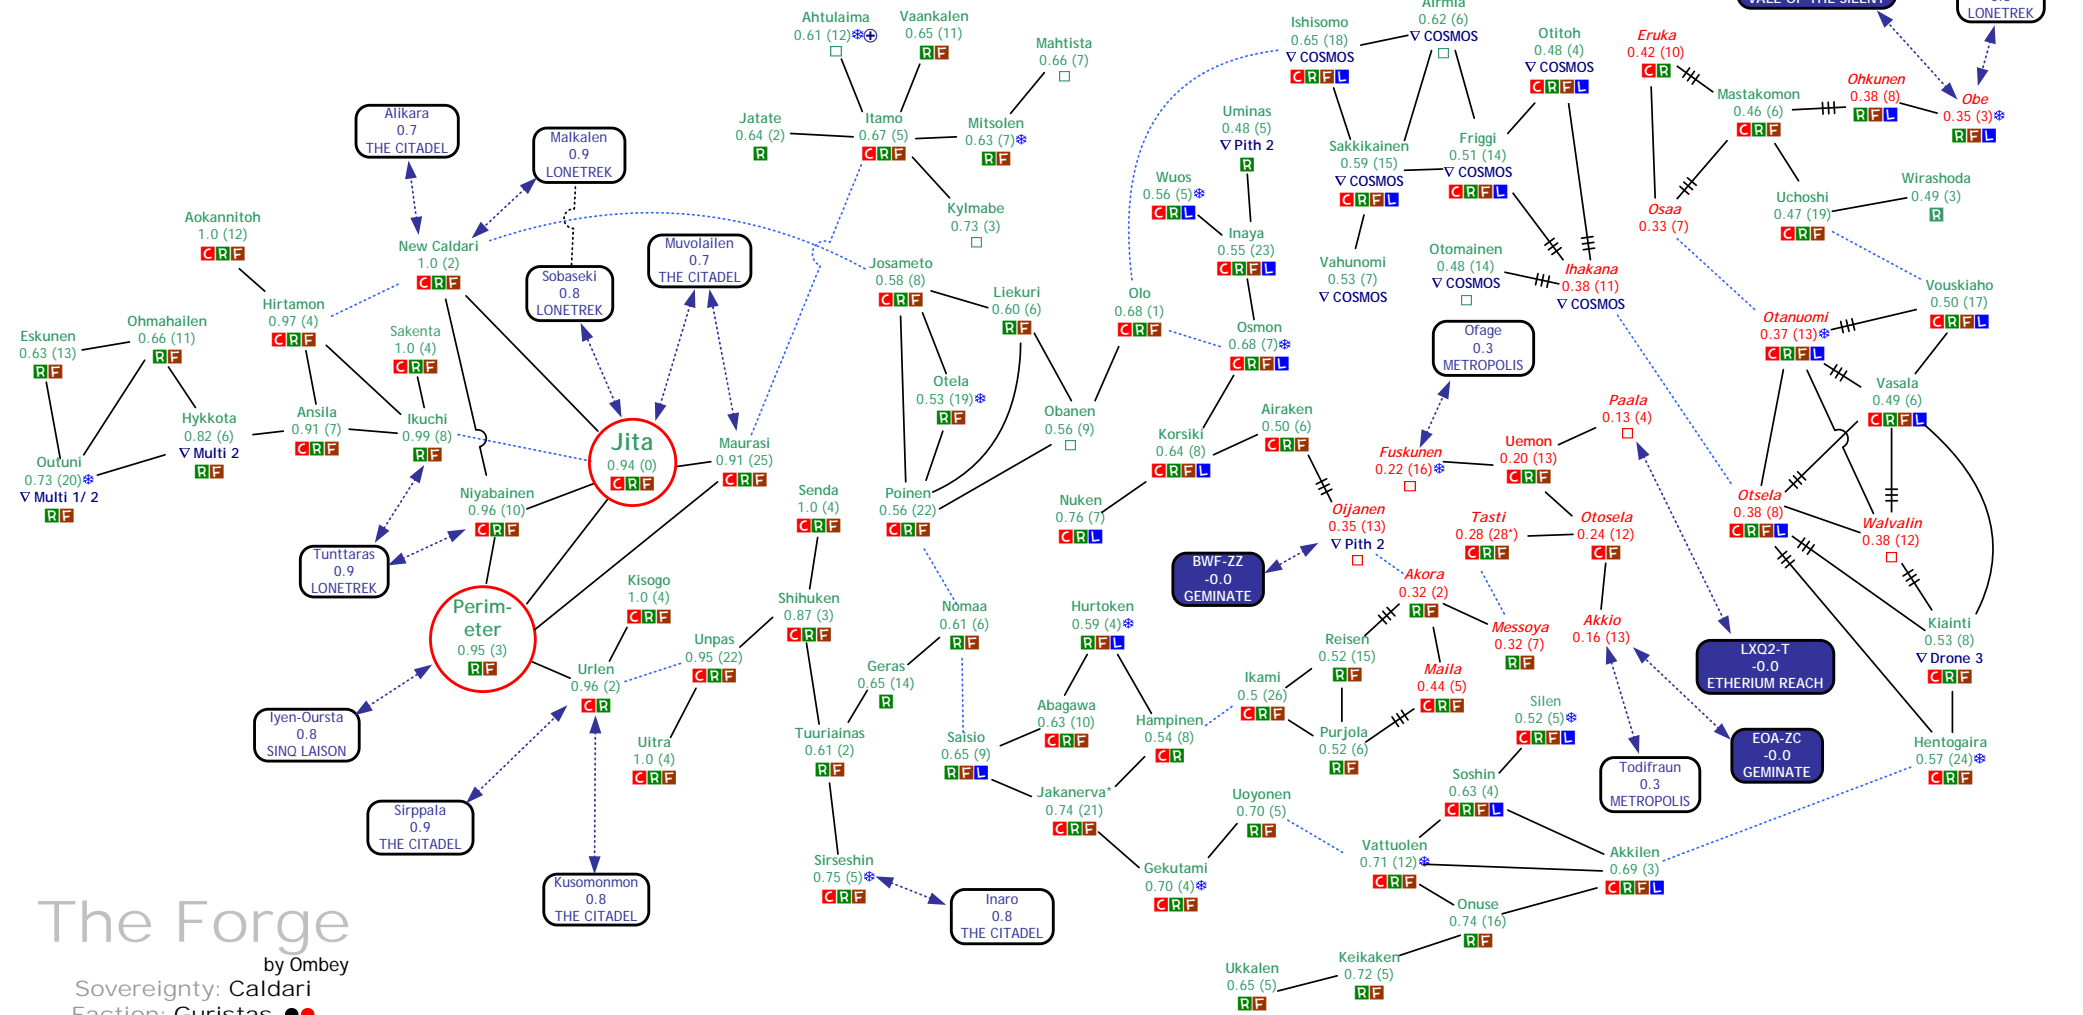 Ahtulaima
0.61 (12)
Vaankalen
0.65 (11)
R F
Mahtista
0.66 (7)
Ishisomo
0.65 (18)
∇ COSMOS
C R F L
Airmia
0.62 (6)
∇ COSMOS
Otitoh
0.48 (4)
∇ COSMOS
C R F L
Eruka
0.42 (10)
C R
VALE OF THE SILENT
LONETREK
Mastakomon
0.46 (6)
C R F
Ohkunen
0.38 (8)
R F L
Obe
0.35 (3)
R F L
Alikara
0.7
THE CITADEL
Malkalen
0.9
LONETREK
Jatate
0.64 (2)
R
Itamo
0.67 (5)
C R F
Mitsolen
0.63 (7)
R F
Kylmabe
0.73 (3)
Uminas
0.48 (5)
∇ Pith 2
R
Wuos
0.56 (5)
C R L
Inaya
0.55 (23)
C R F L
Sakkikainen
0.59 (15)
∇ COSMOS
C R F L
Friggi
0.51 (14)
∇ COSMOS
C R F L
Vahunomi
0.53 (7)
∇ COSMOS
Otomainen
0.48 (14)
∇ COSMOS
Ihakana
0.38 (11)
∇ COSMOS
Osaa
0.33 (7)
Uchoshi
0.47 (19)
C R F
Wirashoda
0.49 (3)
R
Aokannitoh
1.0 (12)
C R F
New Caldari
1.0 (2)
C R F
Sobaseki
0.8
LONETREK
Muvolailen
0.7
THE CITADEL
Josameto
0.58 (8)
C R F
Liekuri
0.60 (6)
R F
Olo
0.68 (1)
C R F
Osmon
0.68 (7)
C R F L
Vouskiaho
0.50 (17)
C R F L
Otanuomi
0.37 (13)
C R F L
Hirtamon
0.97 (4)
C R F
Eskunen
0.63 (13)
R F
Ohmahailen
0.66 (11)
R F
Sakenta
1.0 (4)
C R F
Ofage
0.3
METROPOLIS
Otela
0.53 (19)
R F
Obanen
0.56 (9)
Vasala
0.49 (6)
C R F L
Hykkota
0.82 (6)
∇ Multi 2
R F
Ansila
0.91 (7)
C R F
Ikuchi
0.99 (8)
R F
Jita
0.94 (0)
C R F
Maurasi
0.91 (25)
C R F
Korsiki
0.64 (8)
C R F L
Airaken
0.50 (6)
C R F
Fuskunen
0.22 (16)
Uemon
0.20 (13)
C R F
Paala
0.13 (4)
Outuni
0.73 (20)
∇ Multi 1/ 2
R F
Niyabainen
0.96 (10)
C R F
Senda
1.0 (4)
C R F
Poinen
0.56 (22)
C R F
Nuken
0.76 (7)
C R L
Oijanen
0.35 (13)
∇ Pith 2
Tasti
0.28 (28*)
C R F
Otosela
0.24 (12)
C F
Otsela
0.38 (8)
C R F L
Walvalin
0.38 (12)
Tunttaras
0.9
LONETREK
BWF-ZZ
-0.0
GEMINATE
Akora
0.32 (2)
R F
Perim-
eter
0.95 (3)
R F
Kisogo
1.0 (4)
C R F
Shihuken
0.87 (3)
C R F
Nomaa
0.61 (6)
R F
Hurtoken
0.59 (4)
R F L
Reisen
0.52 (15)
R F
Messoya
0.32 (7)
R F
Akkio
0.16 (13)
LXQ2-T
-0.0
ETHERIUM REACH
Kiainti
0.53 (8)
∇ Drone 3
C R F
Urlen
0.96 (2)
C R
Unpas
0.95 (22)
C R F
Geras
0.65 (14)
R
Ikami
0.5 (26)
C R F
Maila
0.44 (5)
C R F
Iyen-Oursta
0.8
SINQ LAISON
Uitra
1.0 (4)
C R F
Tuuriainas
0.61 (2)
R F
Saisio
0.65 (9)
R F L
Abagawa
0.63 (10)
C R F
Hampinen
0.54 (8)
C R
Purjola
0.52 (6)
R F
Silen
0.52 (5)
C R F L
EOA-ZC
-0.0
GEMINATE
Hentogaira
0.57 (24)
C R F
Sirppala
0.9
THE CITADEL
Jakanerva*
0.74 (21)
C R F
Uoyonen
0.70 (5)
R F
Soshin
0.63 (4)
C R F L
Todifraun
0.3
METROPOLIS
Kusomonmon
0.8
THE CITADEL
Sirseshin
0.75 (5)
C R F
Inaro
0.8
THE CITADEL
Gekutami
0.70 (4)
C R F
Vattuolen
0.71 (12)
C R F
Akkilen
0.69 (3)
C R F L
Onuse
0.74 (16)
R F
Keikaken
0.72 (5)
R F
Ukkalen
0.65 (5)
R F
The Forge
by Ombey
Sovereignty: Caldari
Faction: Guristas